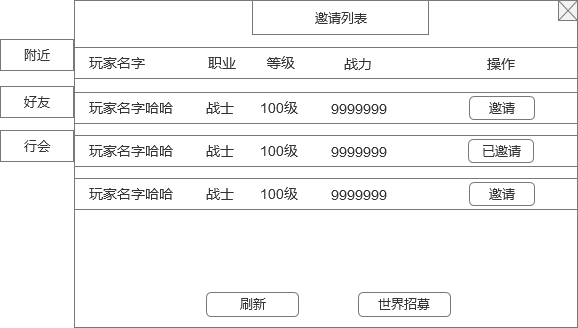 邀请列表
附近
玩家名字 职业 等级 战力 操作
好友
玩家名字哈哈 战士 100级 9999999 邀请
行会
玩家名字哈哈 战士 100级 9999999 已邀请
玩家名字哈哈 战士 100级 9999999 邀请
刷新 世界招募